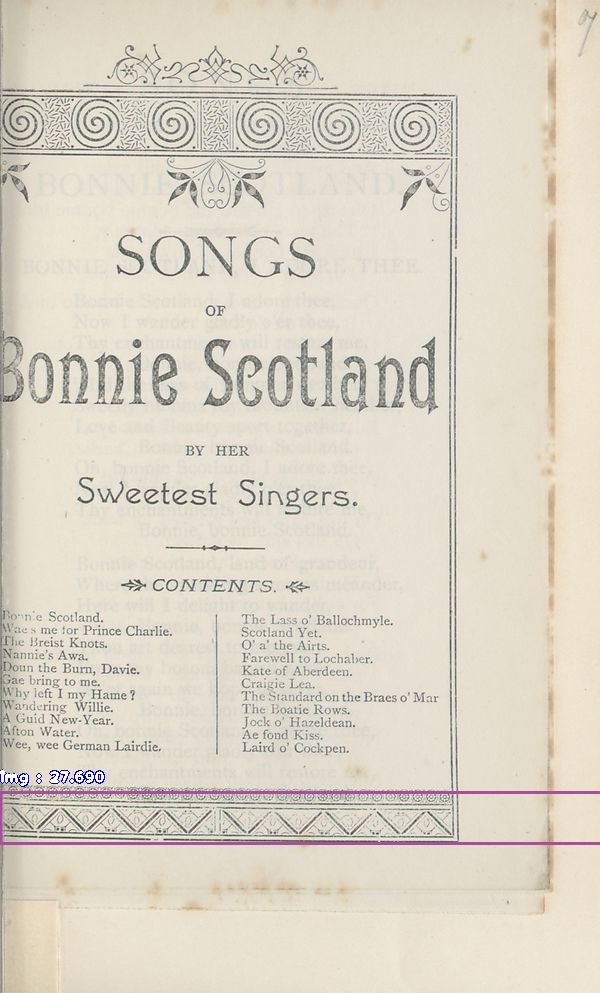 SONGS
OF
Bonnie Scotland
BY HER
Sweetest Singers.
CONTENTS.
Bonnie Scotland.
Wae's me for Prince Charlie.
The Breist Knots.
Nannie's Awa.
Doun the Burn, Davie.
Gae bring to me.
Why left I my Hame?
Wandering Willie.
A Guid New-Year.
Afton Water.
Wee, wee German Lairdie.
The Lass o' Ballochmyle.
Scotland Yet.
O' a' the Airts.
Farewell to Lochaber.
Kate of Aberdeen.
Craigie Lea.
The Standard on the Braes o' Mar
The Boatie Rows.
Jock o' Hazeldean.
Ae fond Kiss.
Laird o' Cockpen.
img : 27.690